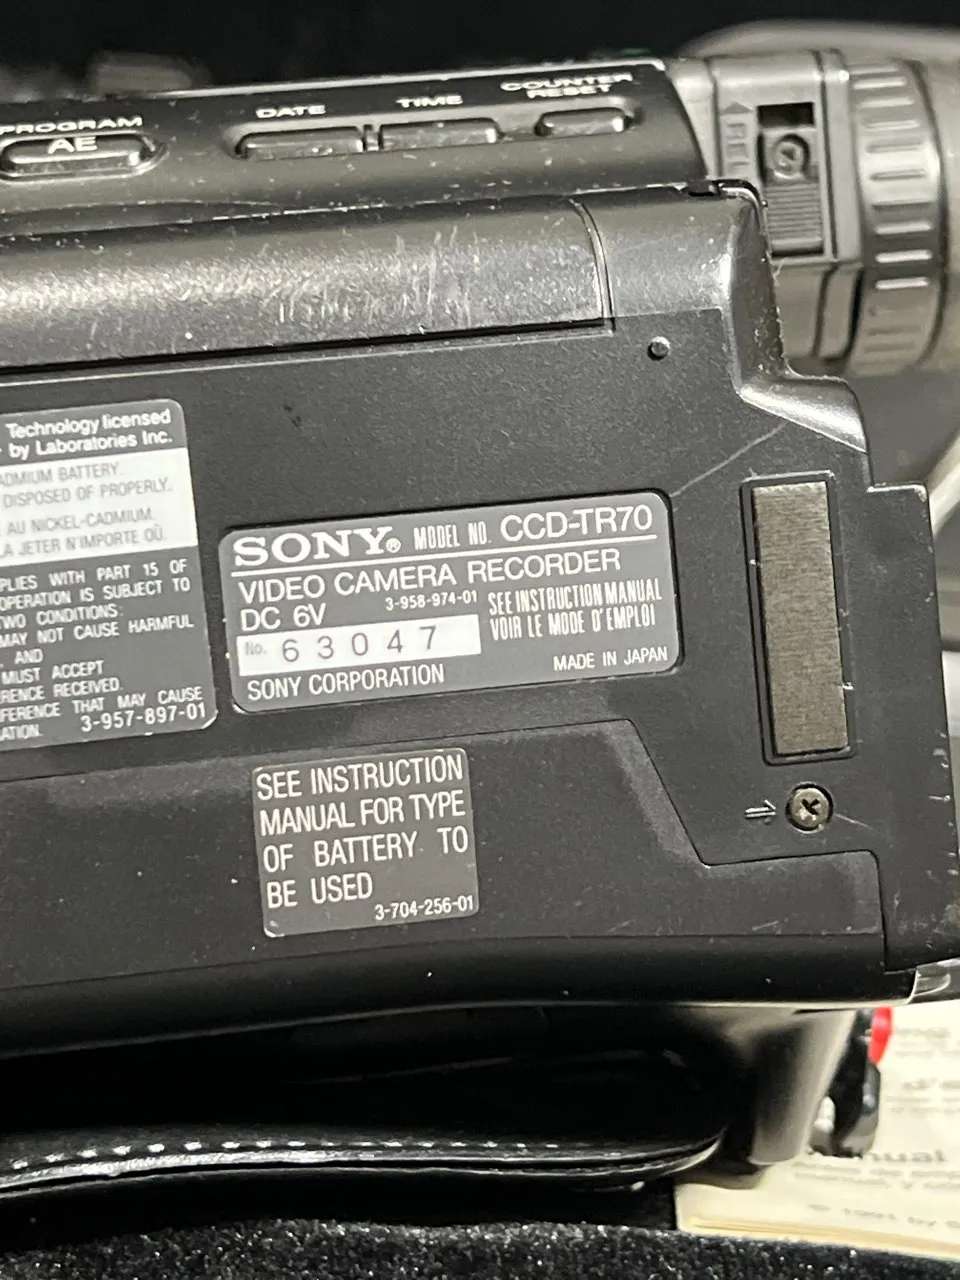 PROGRAM
AE
DATE
TIME
COUNTER
RESET
Technology licensed
by Laboratories Inc.
ADMIUM BATTERY.
DISPOSED OF PROPERLY.
AU NICKEL-CADMIUM.
LA JETER N'IMPORTE OÙ.
PLIES WITH PART 15 OF
OPERATION IS SUBJECT TO
TWO CONDITIONS:
MAY NOT CAUSE HARMFUL
AND
MUST ACCEPT
RENCE RECEIVED.
FERENCE THAT MAY CAUSE
ATION.
3-957-897-01
SONY® MODEL NO. CCD-TR70
VIDEO CAMERA RECORDER
DC 6V
3-958-974-01
SEE INSTRUCTION MANUAL
VOIR LE MODE D'EMPLOI
No. 63047
SONY CORPORATION
MADE IN JAPAN
SEE INSTRUCTION
MANUAL FOR TYPE
OF BATTERY TO
BE USED
3-704-256-01
© 1991 by S